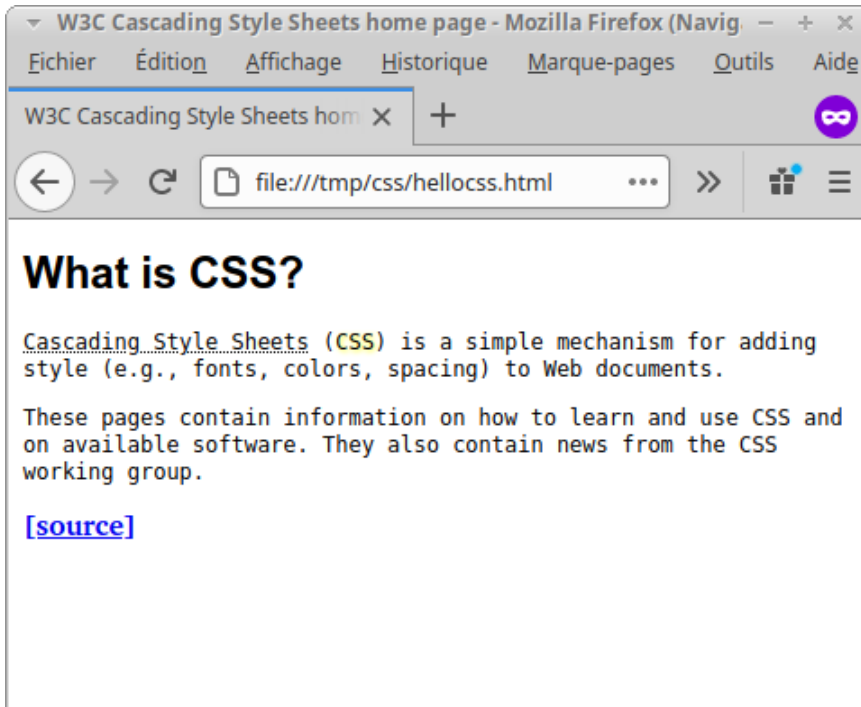 W3C Cascading Style Sheets home page - Mozilla Firefox (Navig
Fichier Édition Affichage Historique Marque-pages Outils Aide
W3C Cascading Style Sheets hom
file:///tmp/css/hellocss.html
What is CSS?
Cascading Style Sheets (CSS) is a simple mechanism for adding
style (e.g., fonts, colors, spacing) to Web documents.
These pages contain information on how to learn and use CSS and
on available software. They also contain news from the CSS
working group.
[source]